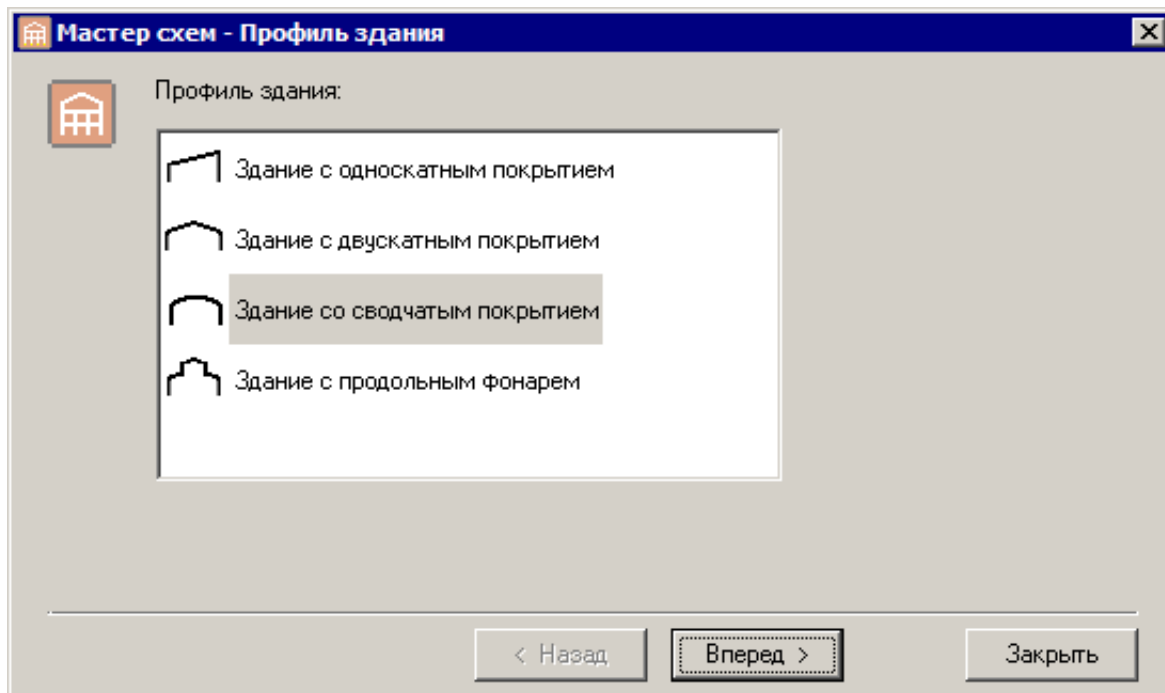 Мастер схем - Профиль здания
Профиль здания:
Здание с односкатным покрытием
Здание с двускатным покрытием
Здание со сводчатым покрытием
Здание с продольным фонарем
< Назад
Вперед >
Закрыть